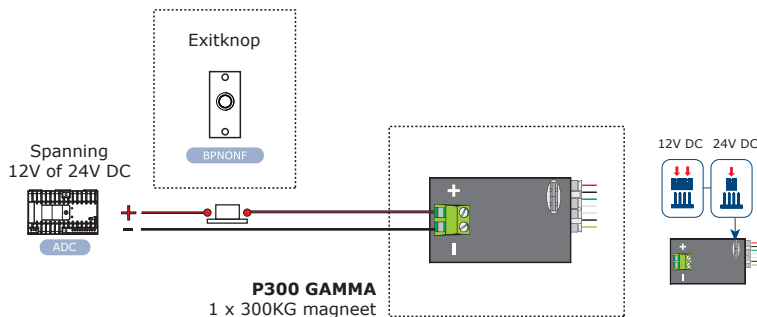 Exitknop
BPNONF
Spanning
12V of 24V DC
ADC
+
-
+
-
P300 GAMMA
1 x 300KG magneet
12V DC 24V DC
+
-